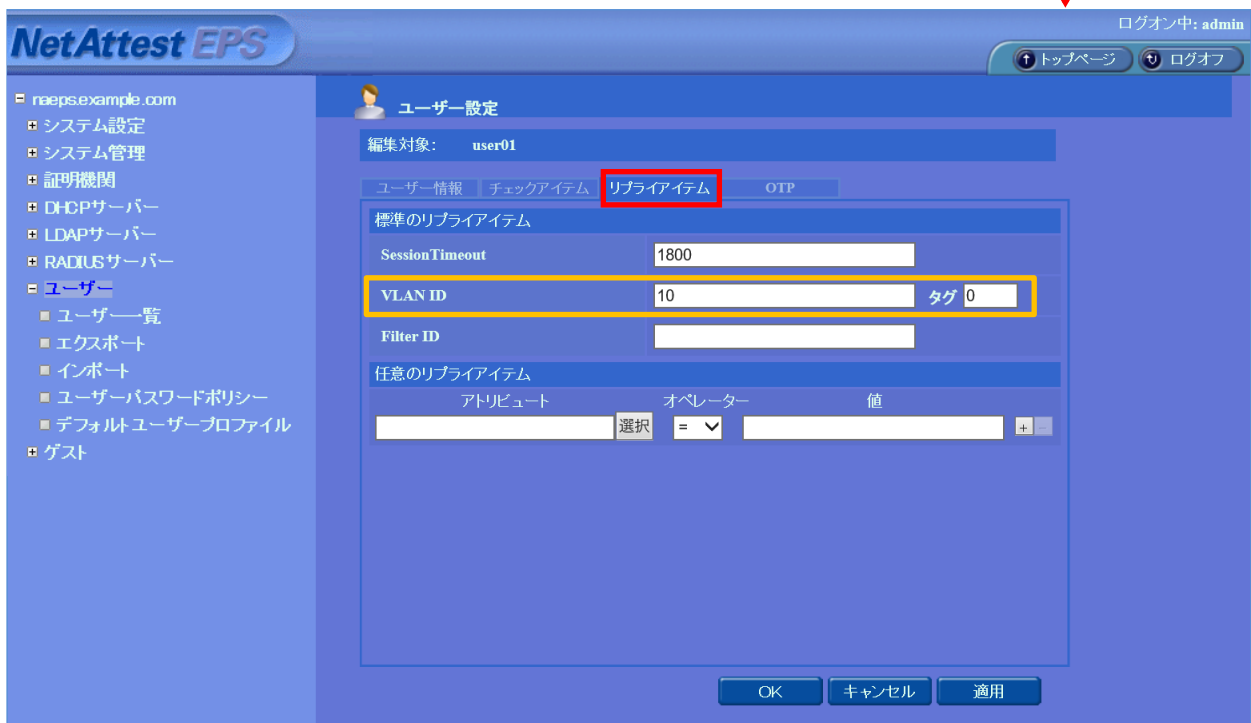 ログオン中: admin
NetAttest EPS
トップページ ログオフ
naeps.example.com
システム設定
システム管理
証明機関
DHCPサーバー
LDAPサーバー
RADIUSサーバー
ユーザー
ユーザー一覧
エクスポート
インポート
ユーザーパスワードポリシー
デフォルトユーザープロファイル
ゲスト
ユーザー設定
編集対象: user01
ユーザー情報 チェックアイテム リプライアイテム OTP
標準のリプライアイテム
SessionTimeout 1800
VLAN ID 10 タグ 0
Filter ID
任意のリプライアイテム
アトリビュート オペレーター 値
選択 = + -
OK キャンセル 適用